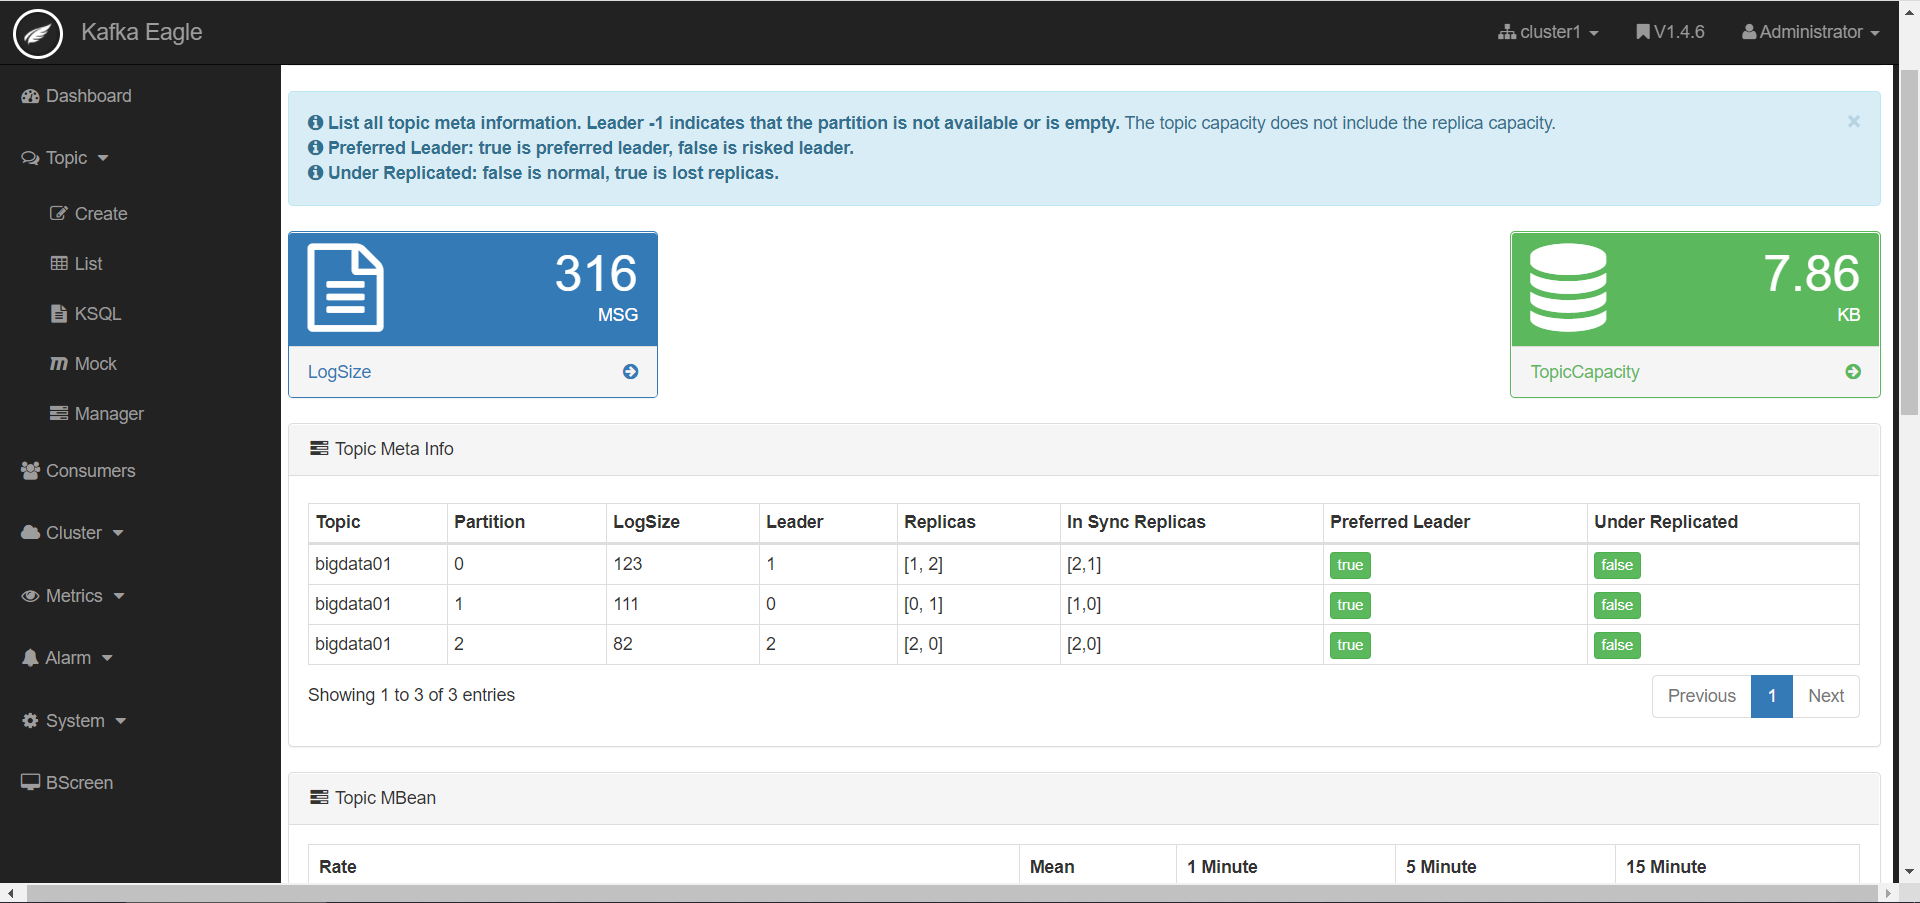 Kafka Eagle
cluster1
V1.4.6
Administrator
Dashboard
Topic
Create
List
KSQL
Mock
Manager
Consumers
Cluster
Metrics
Alarm
System
BScreen
List all topic meta information. Leader -1 indicates that the partition is not available or is empty. The topic capacity does not include the replica capacity.
×
Preferred Leader: true is preferred leader, false is risked leader.
Under Replicated: false is normal, true is lost replicas.
316
MSG
LogSize
7.86
KB
TopicCapacity
Topic Meta Info
Topic Partition LogSize Leader Replicas In Sync Replicas Preferred Leader Under Replicated
bigdata01 0 123 1 [1, 2] [2,1] true false
bigdata01 1 111 0 [0, 1] [1,0] true false
bigdata01 2 82 2 [2, 0] [2,0] true false
Showing 1 to 3 of 3 entries
Previous 1 Next
Topic MBean
Rate Mean 1 Minute 5 Minute 15 Minute